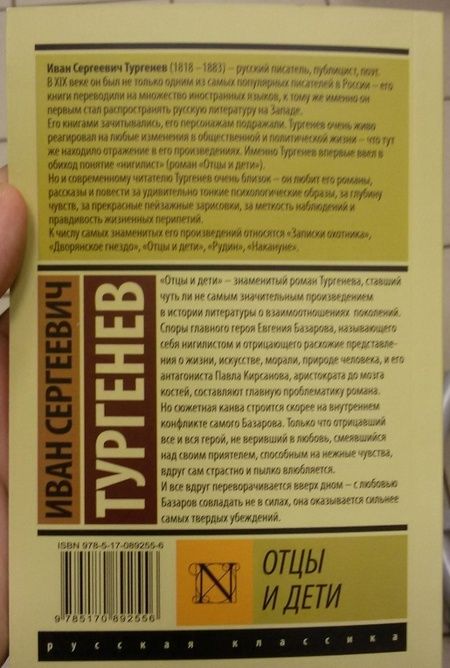 Иван Сергеевич Тургенев (1818 – 1883) – русский писатель, публицист, поэт.
В XIX веке он был не только одним из самых популярных писателей в России – его
книги переводили на множество иностранных языков, к тому же именно он
первым стал распространять русскую литературу на Западе.
Его книгами зачитывались, его персонажам подражали. Тургенев очень живо
реагировал на любые изменения в общественной и политической жизни – что тут
же находило отражение в его произведениях. Именно Тургенев впервые ввел в
обиход понятие «нигилист» (роман «Отцы и дети»).
Но и современному читателю Тургенев очень близок – он любит его романы,
рассказы и повести за удивительно тонкие психологические образы, за глубину
чувств, за прекрасные пейзажные зарисовки, за меткость наблюдений и
правдивость жизненных перипетий.
К числу самых знаменитых его произведений относятся «Записки охотника»,
«Дворянское гнездо», «Отцы и дети», «Рудин», «Накануне».
ИВАН СЕРГЕЕВИЧ
ТУРГЕНЕВ
«Отцы и дети» – знаменитый роман Тургенева, ставший
чуть ли не самым значительным произведением
в истории литературы о взаимоотношениях поколений.
Споры главного героя Евгения Базарова, называющего
себя нигилистом и отрицающего расхожие представле-
ния о жизни, искусстве, морали, природе человека, и его
антагониста Павла Кирсанова, аристократа до мозга
костей, составляют главную проблематику романа.
Но сюжетная канва строится скорее на внутреннем
конфликте самого Базарова. Только что отрицавший
все и вся герой, не веривший в любовь, смеявшийся
над своим приятелем, способным на нежные чувства,
вдруг сам страстно и пылко влюбляется.
И все вдруг переворачивается вверх дном – с любовью
Базаров совладать не в силах, она оказывается сильнее
самых твердых убеждений.
ISBN 978-5-17-089255-6
9 785170 892556
N
ОТЦЫ
И ДЕТИ
русская классика